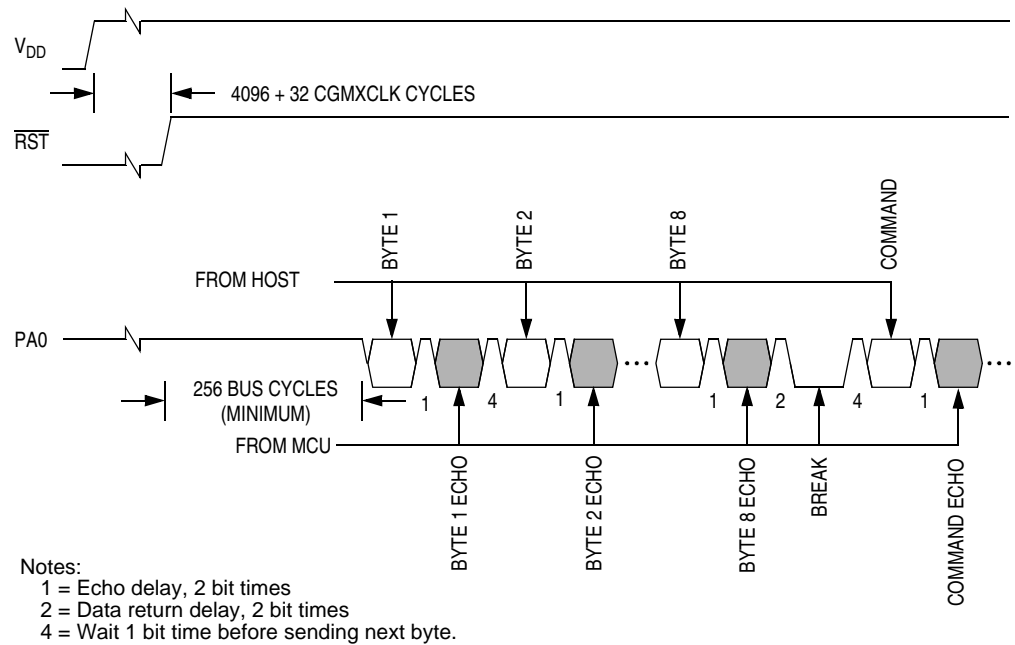 VDD
4096 + 32 CGMXCLK CYCLES
RST
BYTE 1
BYTE 2
BYTE 8
COMMAND
FROM HOST
PA0
256 BUS CYCLES
(MINIMUM)
1
4
1
1
2
4
1
FROM MCU
BYTE 1 ECHO
BYTE 2 ECHO
BYTE 8 ECHO
BREAK
COMMAND ECHO
Notes:
1 = Echo delay, 2 bit times
2 = Data return delay, 2 bit times
4 = Wait 1 bit time before sending next byte.